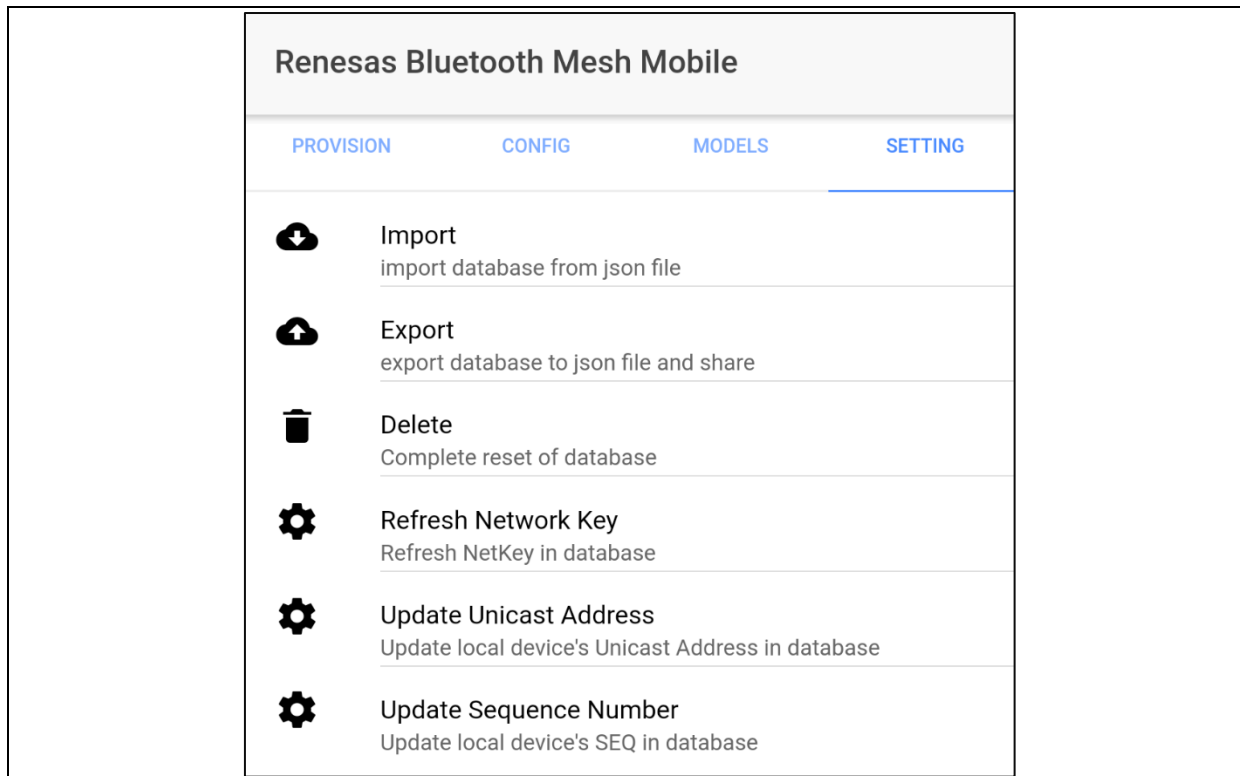 Renesas Bluetooth Mesh Mobile
PROVISION CONFIG MODELS SETTING
Import
import database from json file
Export
export database to json file and share
Delete
Complete reset of database
Refresh Network Key
Refresh NetKey in database
Update Unicast Address
Update local device's Unicast Address in database
Update Sequence Number
Update local device's SEQ in database